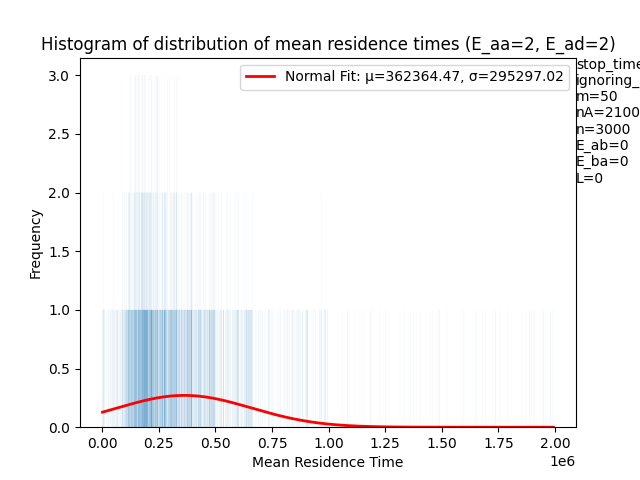 Histogram of distribution of mean residence times (E_aa=2, E_ad=2)
Normal Fit: μ=362364.47, σ=295297.02
stop_time
ignoring_
m=50
nA=2100
n=3000
E_ab=0
E_ba=0
L=0
3.0
2.5
2.0
1.5
1.0
0.5
0.0
Frequency
0.00 0.25 0.50 0.75 1.00 1.25 1.50 1.75 2.00
1e6
Mean Residence Time